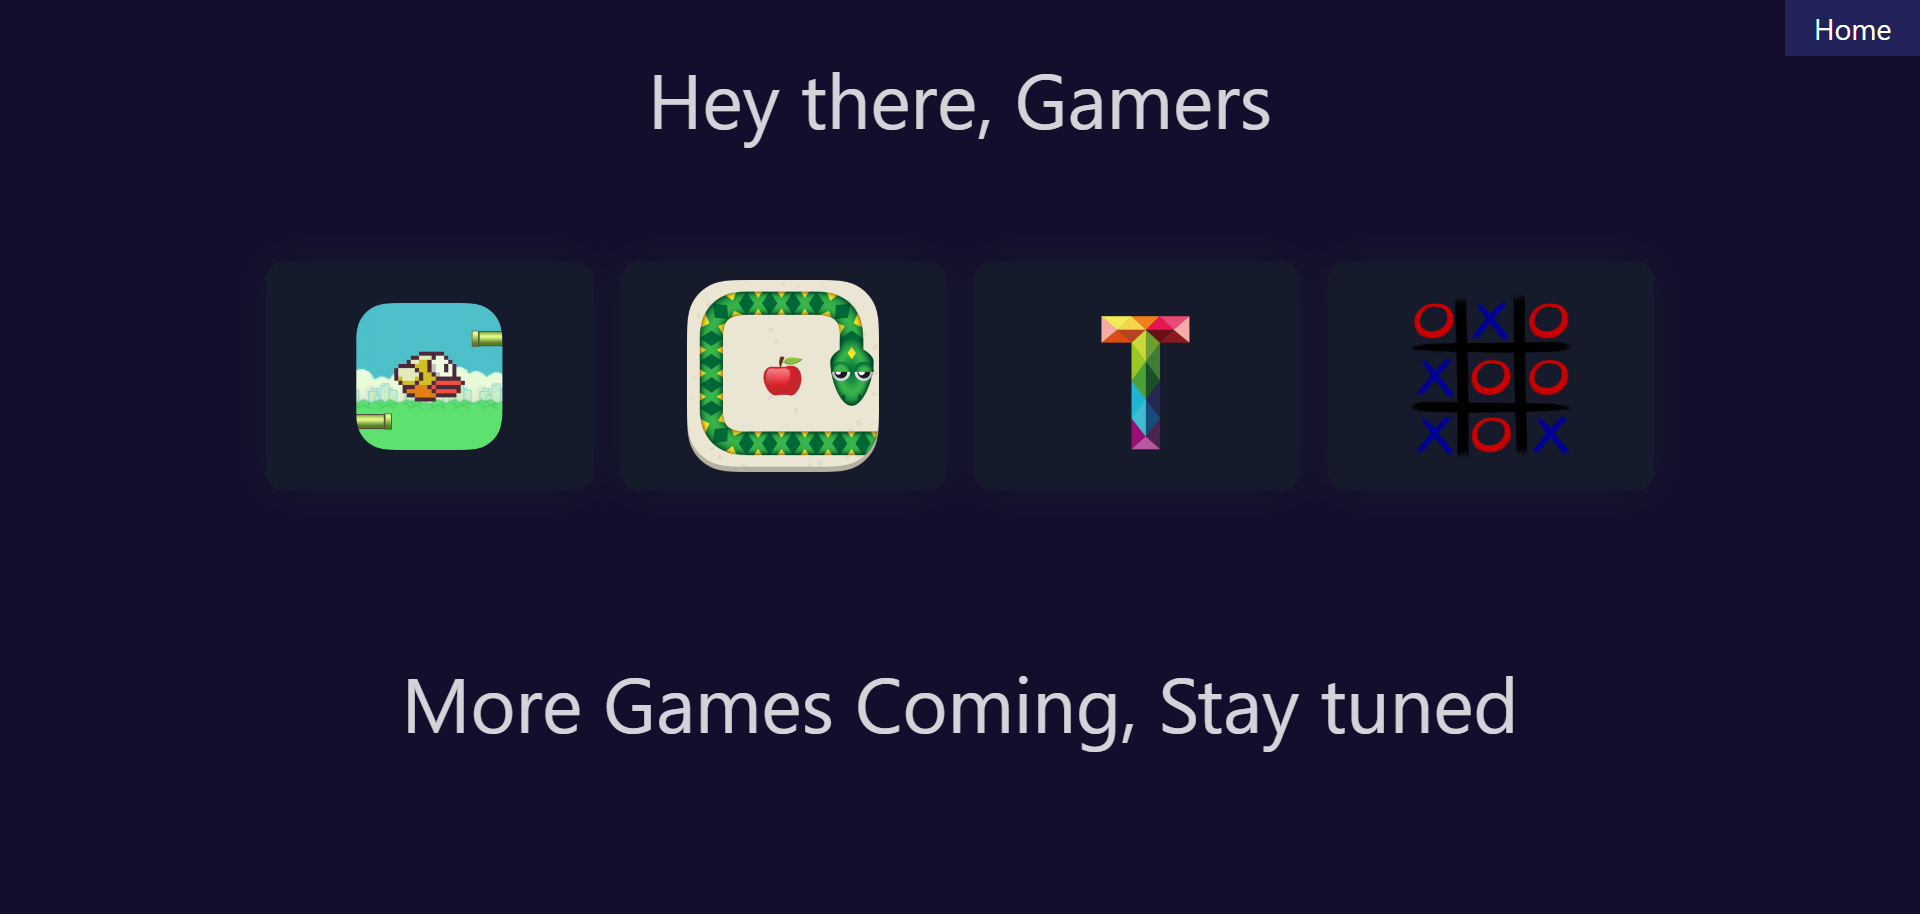 Home
Hey there, Gamers
T
O X O
X O O
X O X
More Games Coming, Stay tuned